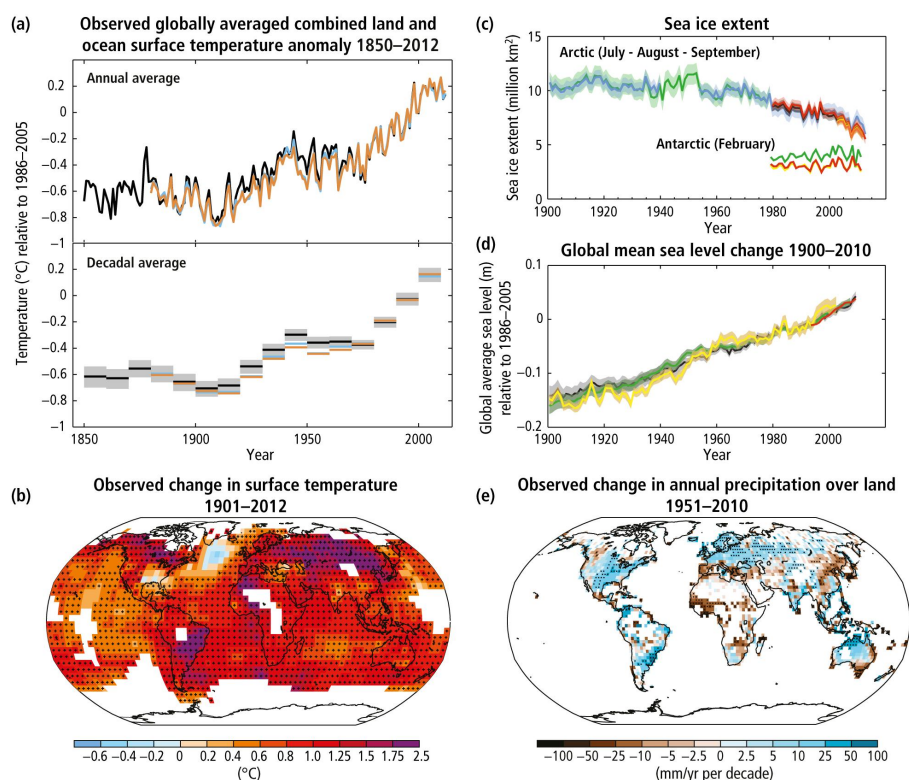 (a)
Observed globally averaged combined land and
ocean surface temperature anomaly 1850–2012
Annual average
0.2
0
−0.2
−0.4
−0.6
−0.8
−1
Decadal average
0.2
0
−0.2
−0.4
−0.6
−0.8
−1
Temperature (°C) relative to 1986–2005
1850
1900
1950
2000
Year
(b)
Observed change in surface temperature
1901–2012
−0.6 −0.4 −0.2 0 0.2 0.4 0.6 0.8 1.0 1.25 1.5 1.75 2.5
(°C)
(c)
Sea ice extent
Arctic (July - August - September)
Antarctic (February)
15
10
5
0
Sea ice extent (million km²)
1900 1920 1940 1960 1980 2000
Year
(d)
Global mean sea level change 1900–2010
0.1
0
−0.1
−0.2
Global average sea level (m)
relative to 1986–2005
1900 1920 1940 1960 1980 2000
Year
(e)
Observed change in annual precipitation over land
1951–2010
−100 −50 −25 −10 −5 −2.5 0 2.5 5 10 25 50 100
(mm/yr per decade)